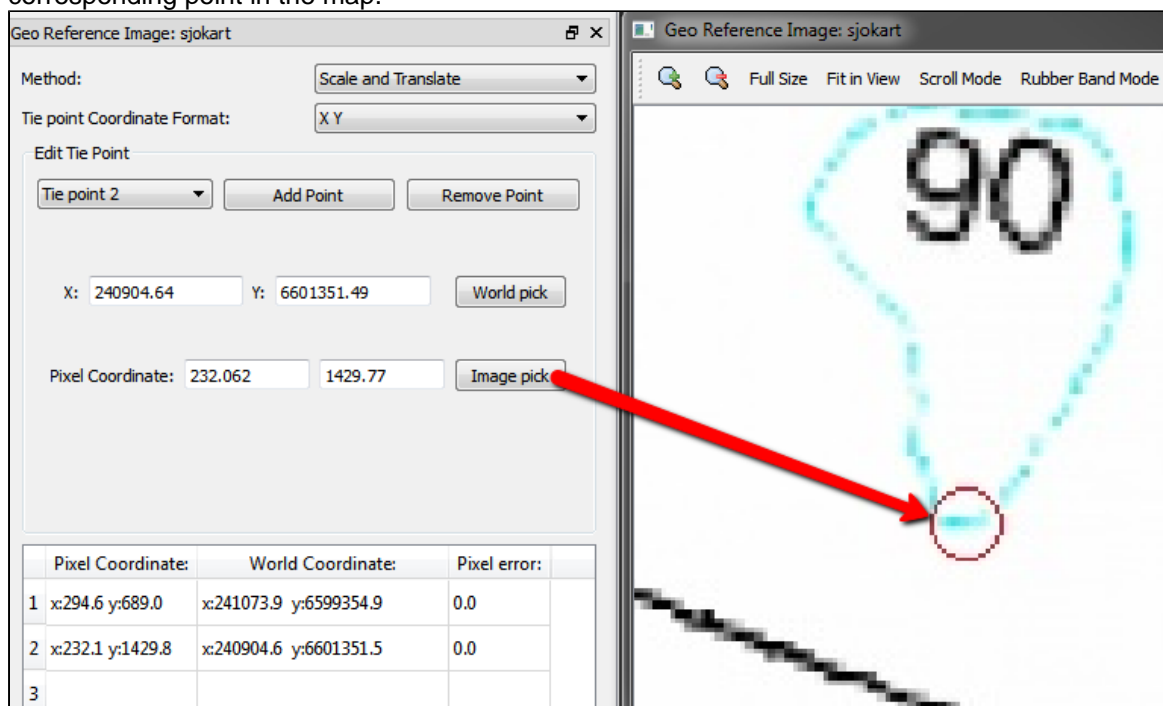 corresponding point in the map.
Geo Reference Image: sjokart
Method: Scale and Translate
Tie point Coordinate Format: X Y
Edit Tie Point
Tie point 2 Add Point Remove Point
X: 240904.64 Y: 6601351.49 World pick
Pixel Coordinate: 232.062 1429.77 Image pick
Pixel Coordinate: World Coordinate: Pixel error:
1 x:294.6 y:689.0 x:241073.9 y:6599354.9 0.0
2 x:232.1 y:1429.8 x:240904.6 y:6601351.5 0.0
3
Geo Reference Image: sjokart
Full Size Fit in View Scroll Mode Rubber Band Mode
90